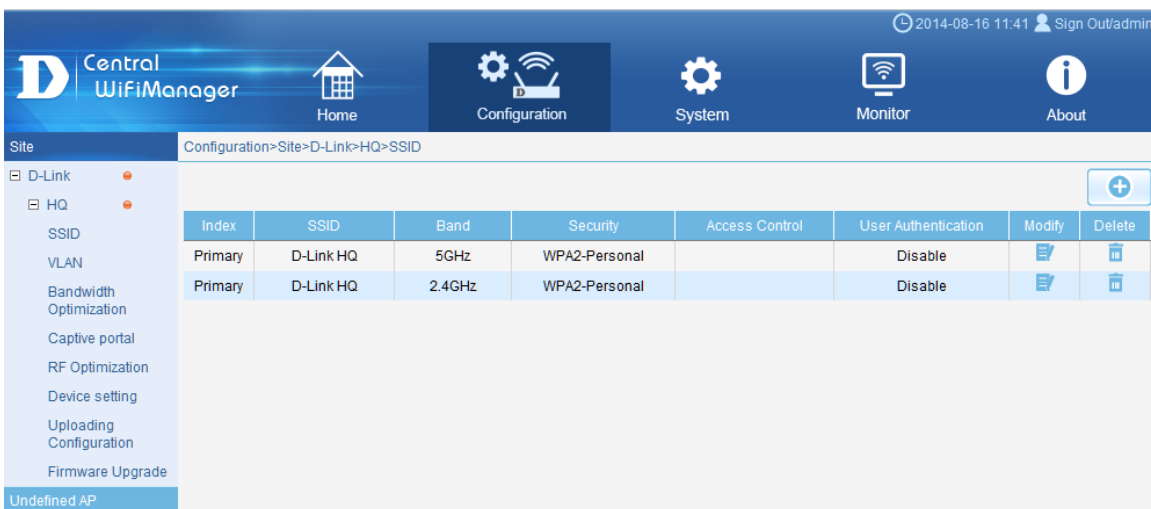 2014-08-16 11:41 Sign Out/admin
D Central
WiFiManager
Home
Configuration
System
Monitor
About
Site
Configuration>Site>D-Link>HQ>SSID
D-Link
HQ
SSID
VLAN
Bandwidth
Optimization
Captive portal
RF Optimization
Device setting
Uploading
Configuration
Firmware Upgrade
Undefined AP
Index SSID Band Security Access Control User Authentication Modify Delete
Primary D-Link HQ 5GHz WPA2-Personal Disable
Primary D-Link HQ 2.4GHz WPA2-Personal Disable